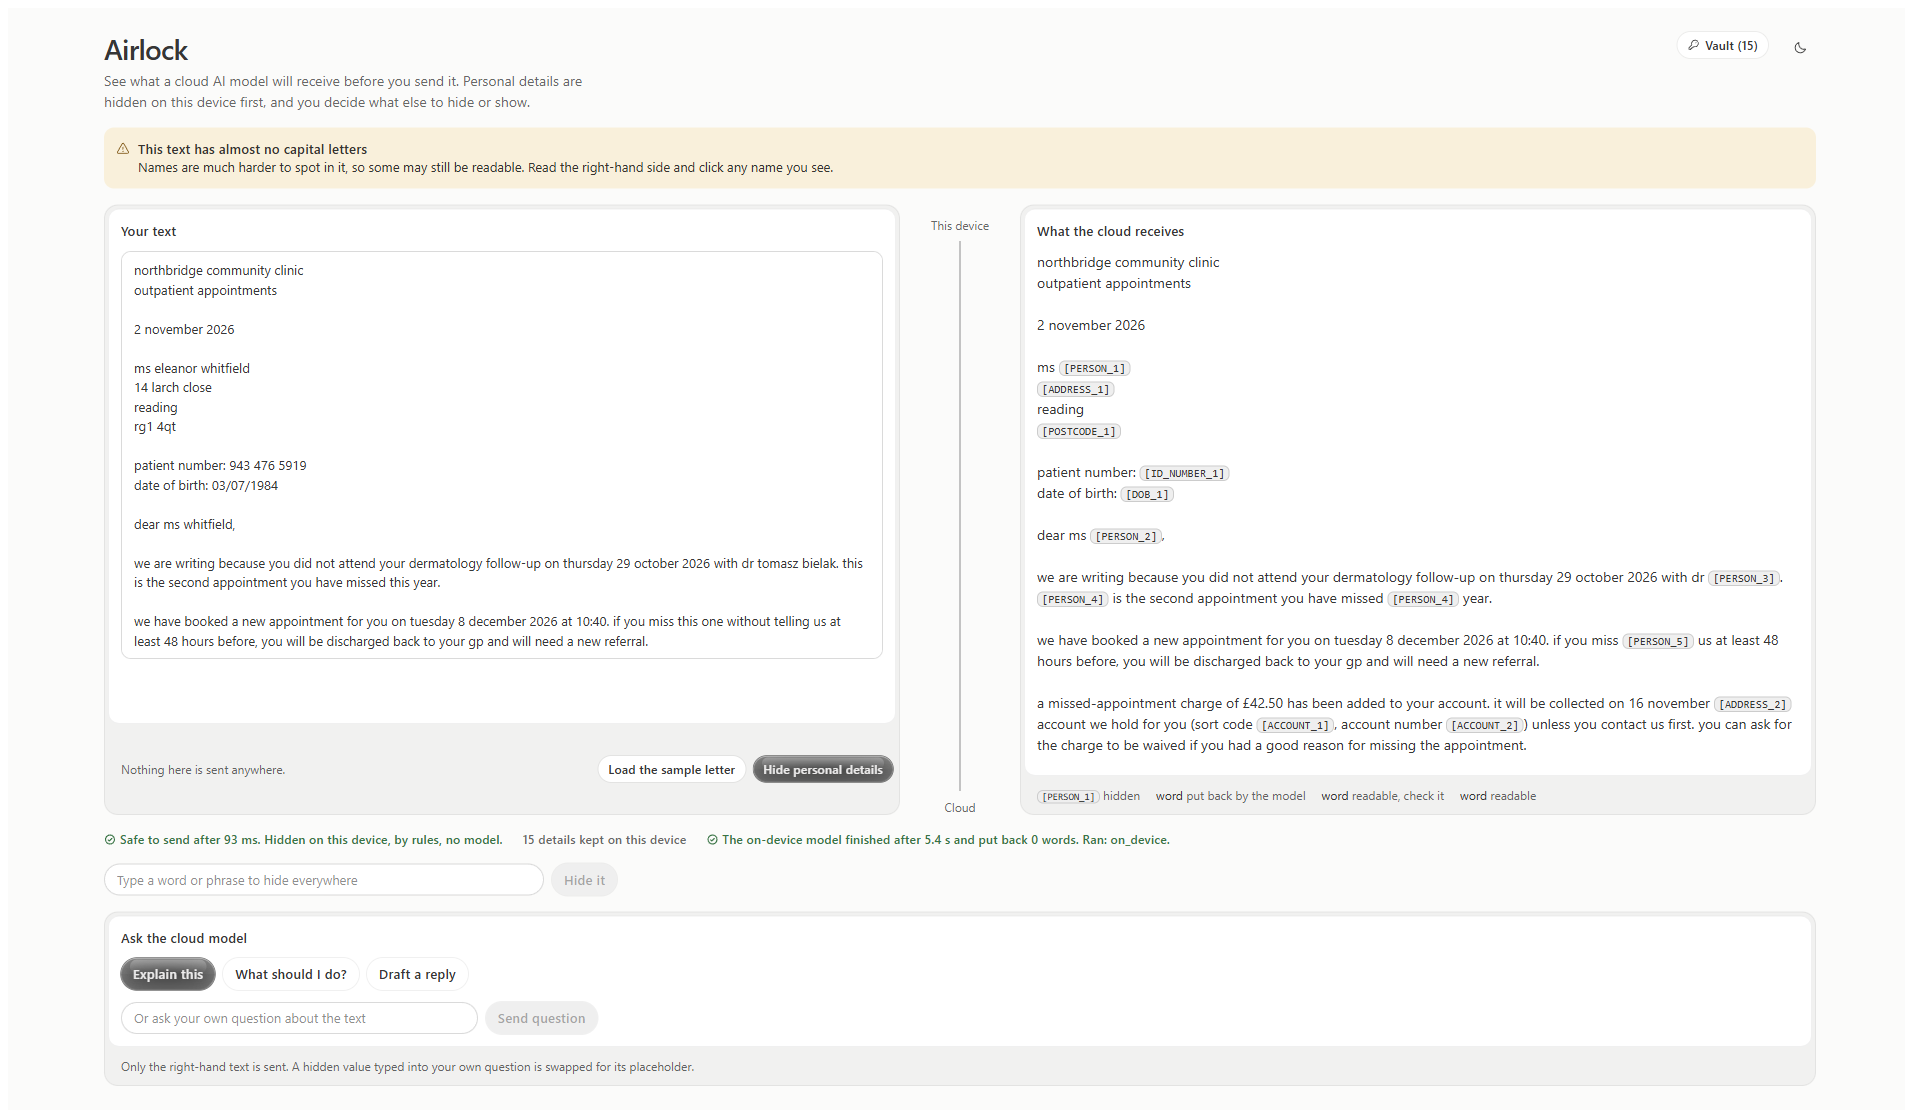 Airlock
Vault (15)
See what a cloud AI model will receive before you send it. Personal details are
hidden on this device first, and you decide what else to hide or show.
This text has almost no capital letters
Names are much harder to spot in it, so some may still be readable. Read the right-hand side and click any name you see.
Your text
northbridge community clinic
outpatient appointments
2 november 2026
ms eleanor whitfield
14 larch close
reading
rg1 4qt
patient number: 943 476 5919
date of birth: 03/07/1984
dear ms whitfield,
we are writing because you did not attend your dermatology follow-up on thursday 29 october 2026 with dr tomasz bielak. this
is the second appointment you have missed this year.
we have booked a new appointment for you on tuesday 8 december 2026 at 10:40. if you miss this one without telling us at
least 48 hours before, you will be discharged back to your gp and will need a new referral.
Nothing here is sent anywhere.
Load the sample letter
Hide personal details
This device
Cloud
What the cloud receives
northbridge community clinic
outpatient appointments
2 november 2026
ms [PERSON_1]
[ADDRESS_1]
reading
[POSTCODE_1]
patient number: [ID_NUMBER_1]
date of birth: [DOB_1]
dear ms [PERSON_2],
we are writing because you did not attend your dermatology follow-up on thursday 29 october 2026 with dr [PERSON_3].
[PERSON_4] is the second appointment you have missed [PERSON_4] year.
we have booked a new appointment for you on tuesday 8 december 2026 at 10:40. if you miss [PERSON_5] us at least 48
hours before, you will be discharged back to your gp and will need a new referral.
a missed-appointment charge of £42.50 has been added to your account. it will be collected on 16 november [ADDRESS_2]
account we hold for you (sort code [ACCOUNT_1], account number [ACCOUNT_2]) unless you contact us first. you can ask for
the charge to be waived if you had a good reason for missing the appointment.
[PERSON_1] hidden word put back by the model word readable, check it word readable
Safe to send after 93 ms. Hidden on this device, by rules, no model. 15 details kept on this device The on-device model finished after 5.4 s and put back 0 words. Ran: on_device.
Type a word or phrase to hide everywhere
Hide it
Ask the cloud model
Explain this
What should I do?
Draft a reply
Or ask your own question about the text
Send question
Only the right-hand text is sent. A hidden value typed into your own question is swapped for its placeholder.